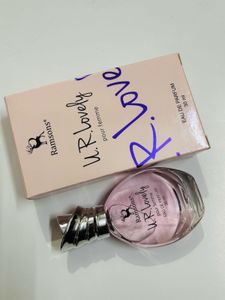 Ramsons®
U.R.Lovely
pour femme
R.love
EAU DE PARFUM
30 ml
Ramsons
U.R.Lovely
pour femme